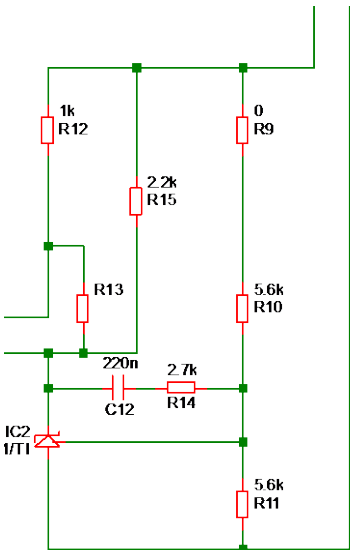 1k
R12
0
R9
2.2k
R15
R13
5.6k
R10
220n
C12
2.7k
R14
IC2
1/TI
5.6k
R11